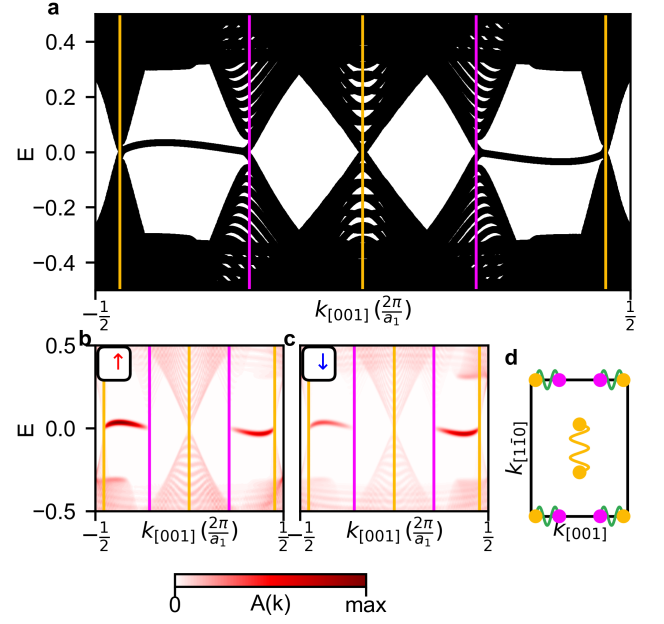 a
0.4
0.2
0.0
−0.2
−0.4
E
−1/2
k[001] (2π/a1)
1/2
b
↑
c
↓
d
0.5
0.0
−0.5
E
−1/2
k[001] (2π/a1)
1/2
−1/2
k[001] (2π/a1)
1/2
k[11̄0]
k[001]
0
A(k)
max